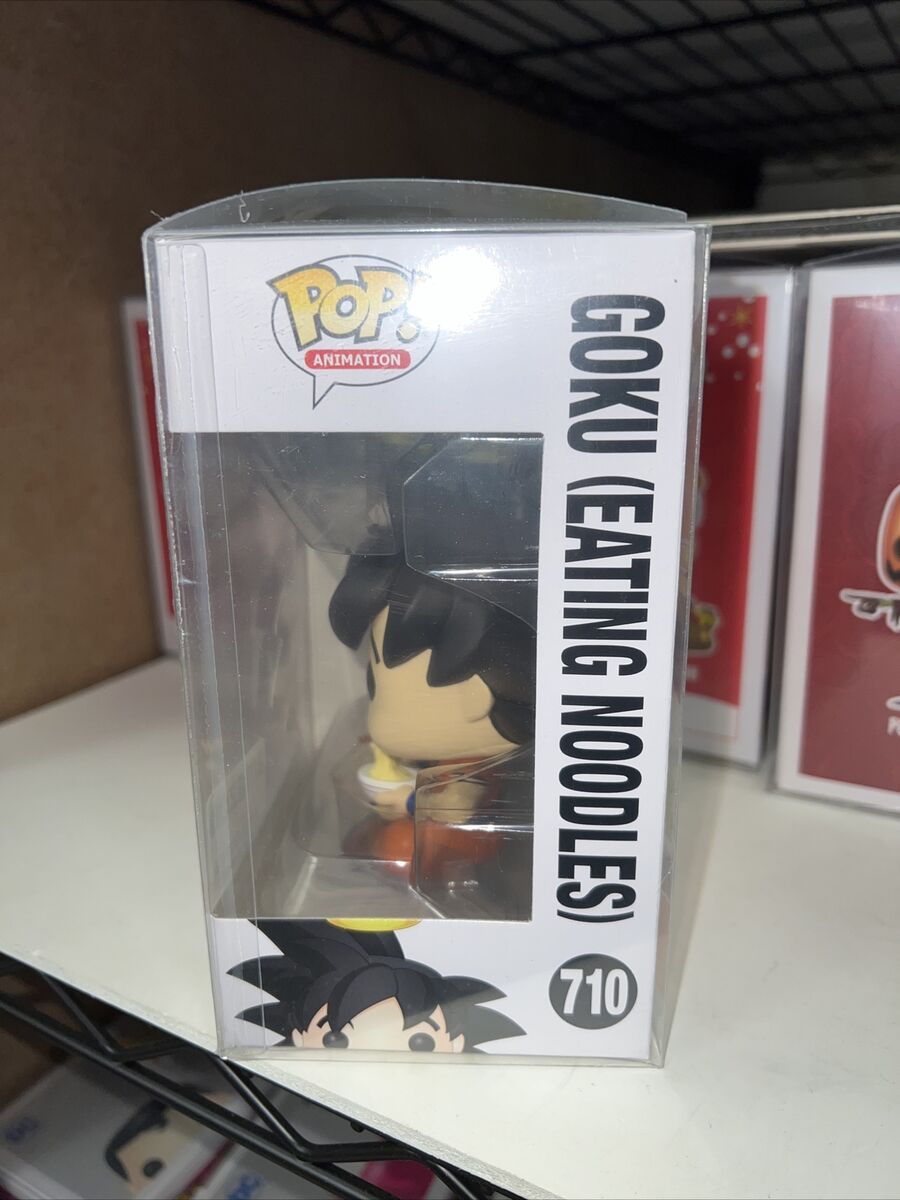 POP!
ANIMATION
GOKU (EATING NOODLES)
710